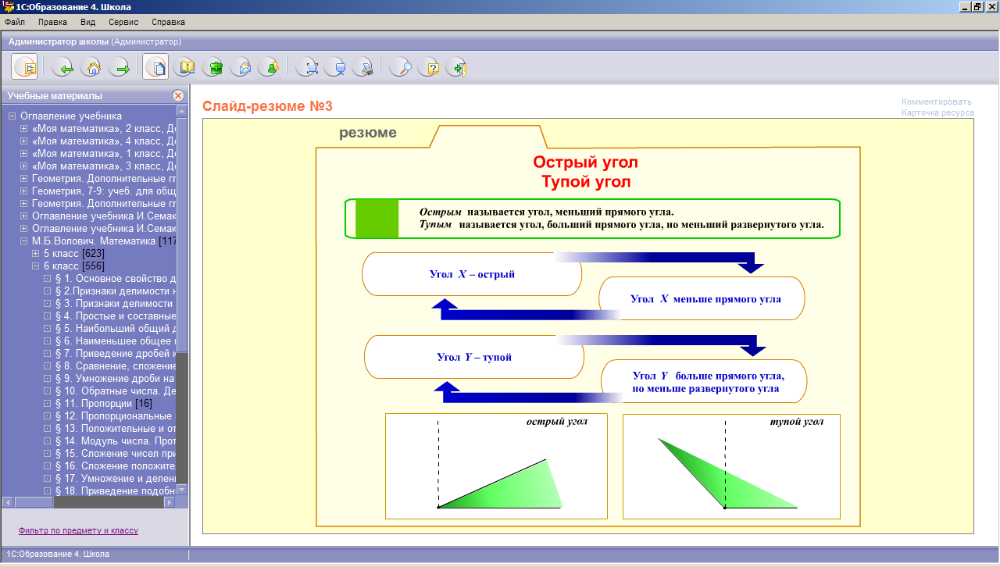 1С:Образование 4. Школа
Файл Правка Вид Сервис Справка
Администратор школы (Администратор)
Учебные материалы
Оглавление учебника
«Моя математика», 2 класс, Де
«Моя математика», 4 класс, Де
«Моя математика», 1 класс, Де
«Моя математика», 3 класс, Де
Геометрия. Дополнительные гл
Геометрия, 7-9: учеб. для общ
Геометрия. Дополнительные гл
Оглавление учебника И.Семак
Оглавление учебника И.Семак
М.Б.Волович. Математика [117
5 класс [623]
6 класс [556]
§ 1. Основное свойство д
§ 2.Признаки делимости н
§ 3. Признаки делимости
§ 4. Простые и составные
§ 5. Наибольший общий д
§ 6. Наименьшее общее
§ 7. Приведение дробей к
§ 8. Сравнение, сложение
§ 9. Умножение дроби на
§ 10. Обратные числа. Де
§ 11. Пропорции [16]
§ 12. Пропорциональные
§ 13. Положительные и от
§ 14. Модуль числа. Прот
§ 15. Сложение чисел при
§ 16. Сложение положите
§ 17. Умножение и делени
§ 18. Приведение подобн
Фильтр по предмету и классу
1С:Образование 4. Школа
Слайд-резюме №3
Комментировать
Карточка ресурса
резюме
Острый угол
Тупой угол
Острым называется угол, меньший прямого угла.
Тупым называется угол, больший прямого угла, но меньший развернутого угла.
Угол X – острый
Угол X меньше прямого угла
Угол Y – тупой
Угол Y больше прямого угла,
но меньше развернутого угла
острый угол
тупой угол